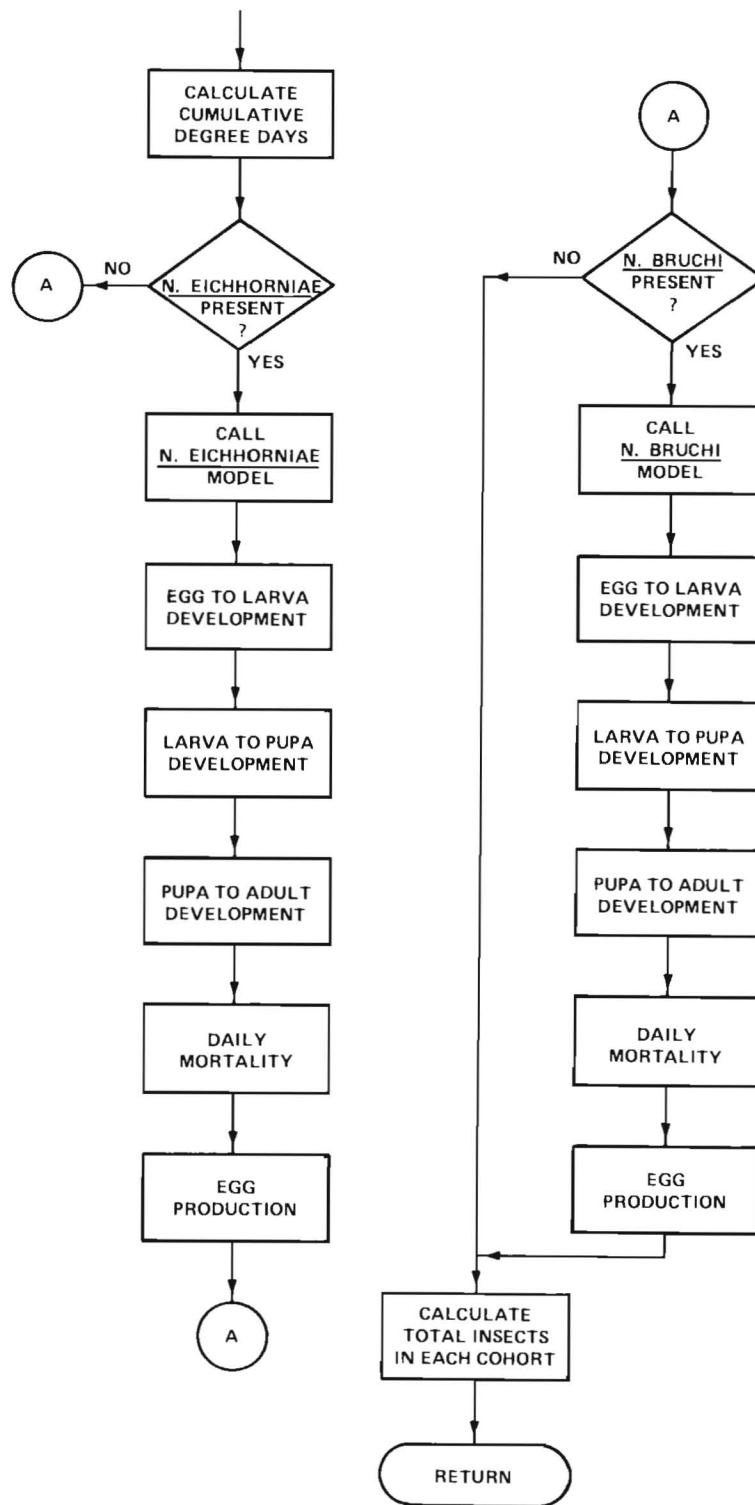 CALCULATE
CUMULATIVE
DEGREE DAYS
A
NO
N. EICHHORNIAE
PRESENT
?
YES
CALL
N. EICHHORNIAE
MODEL
EGG TO LARVA
DEVELOPMENT
LARVA TO PUPA
DEVELOPMENT
PUPA TO ADULT
DEVELOPMENT
DAILY
MORTALITY
EGG
PRODUCTION
A
A
NO
N. BRUCHI
PRESENT
?
YES
CALL
N. BRUCHI
MODEL
EGG TO LARVA
DEVELOPMENT
LARVA TO PUPA
DEVELOPMENT
PUPA TO ADULT
DEVELOPMENT
DAILY
MORTALITY
EGG
PRODUCTION
CALCULATE
TOTAL INSECTS
IN EACH COHORT
RETURN